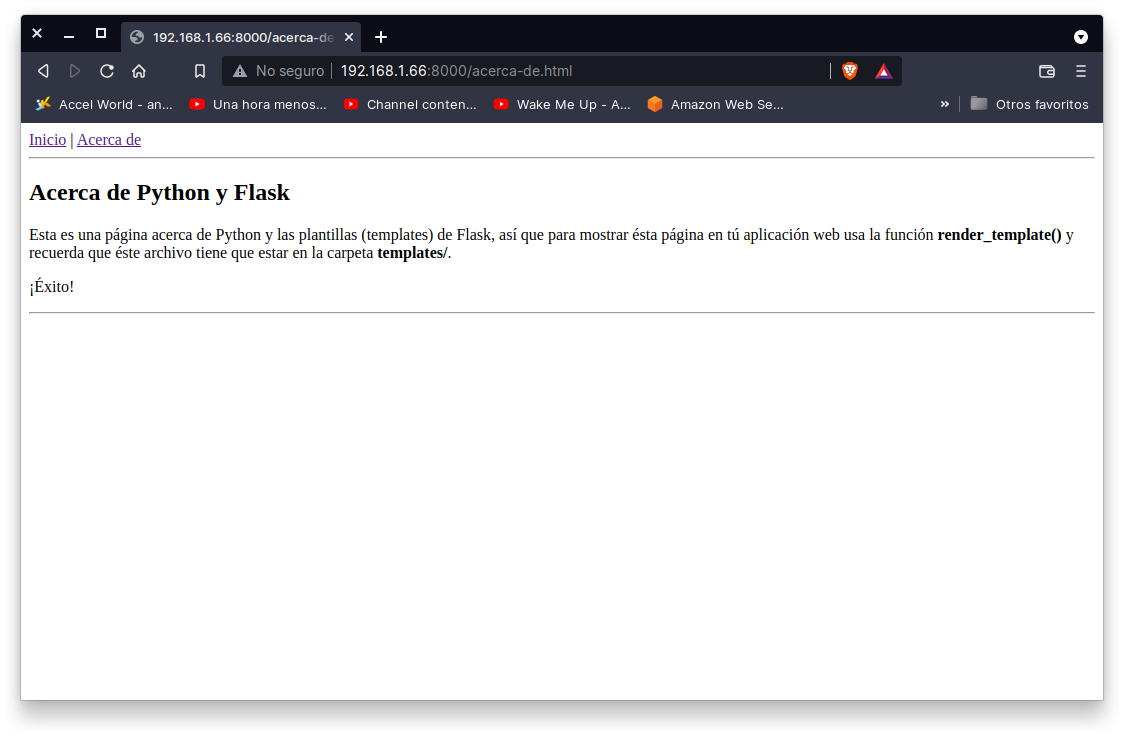 192.168.1.66:8000/acerca-de
No seguro | 192.168.1.66:8000/acerca-de.html
Accel World - an... Una hora menos... Channel conten... Wake Me Up - A... Amazon Web Se... » Otros favoritos
Inicio | Acerca de
Acerca de Python y Flask
Esta es una página acerca de Python y las plantillas (templates) de Flask, así que para mostrar ésta página en tú aplicación web usa la función render_template() y
recuerda que éste archivo tiene que estar en la carpeta templates/.
¡Éxito!